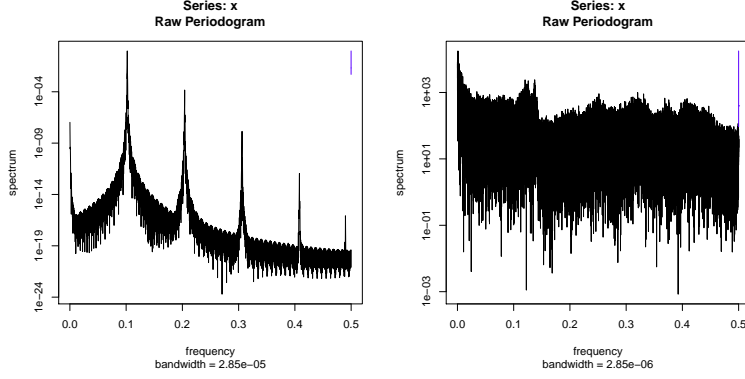 Series: x
Raw Periodogram
spectrum
1e-04
1e-09
1e-14
1e-19
1e-24
0.0 0.1 0.2 0.3 0.4 0.5
frequency
bandwidth = 2.85e-05
Series: x
Raw Periodogram
spectrum
1e+03
1e+01
1e-01
1e-03
0.0 0.1 0.2 0.3 0.4 0.5
frequency
bandwidth = 2.85e-06